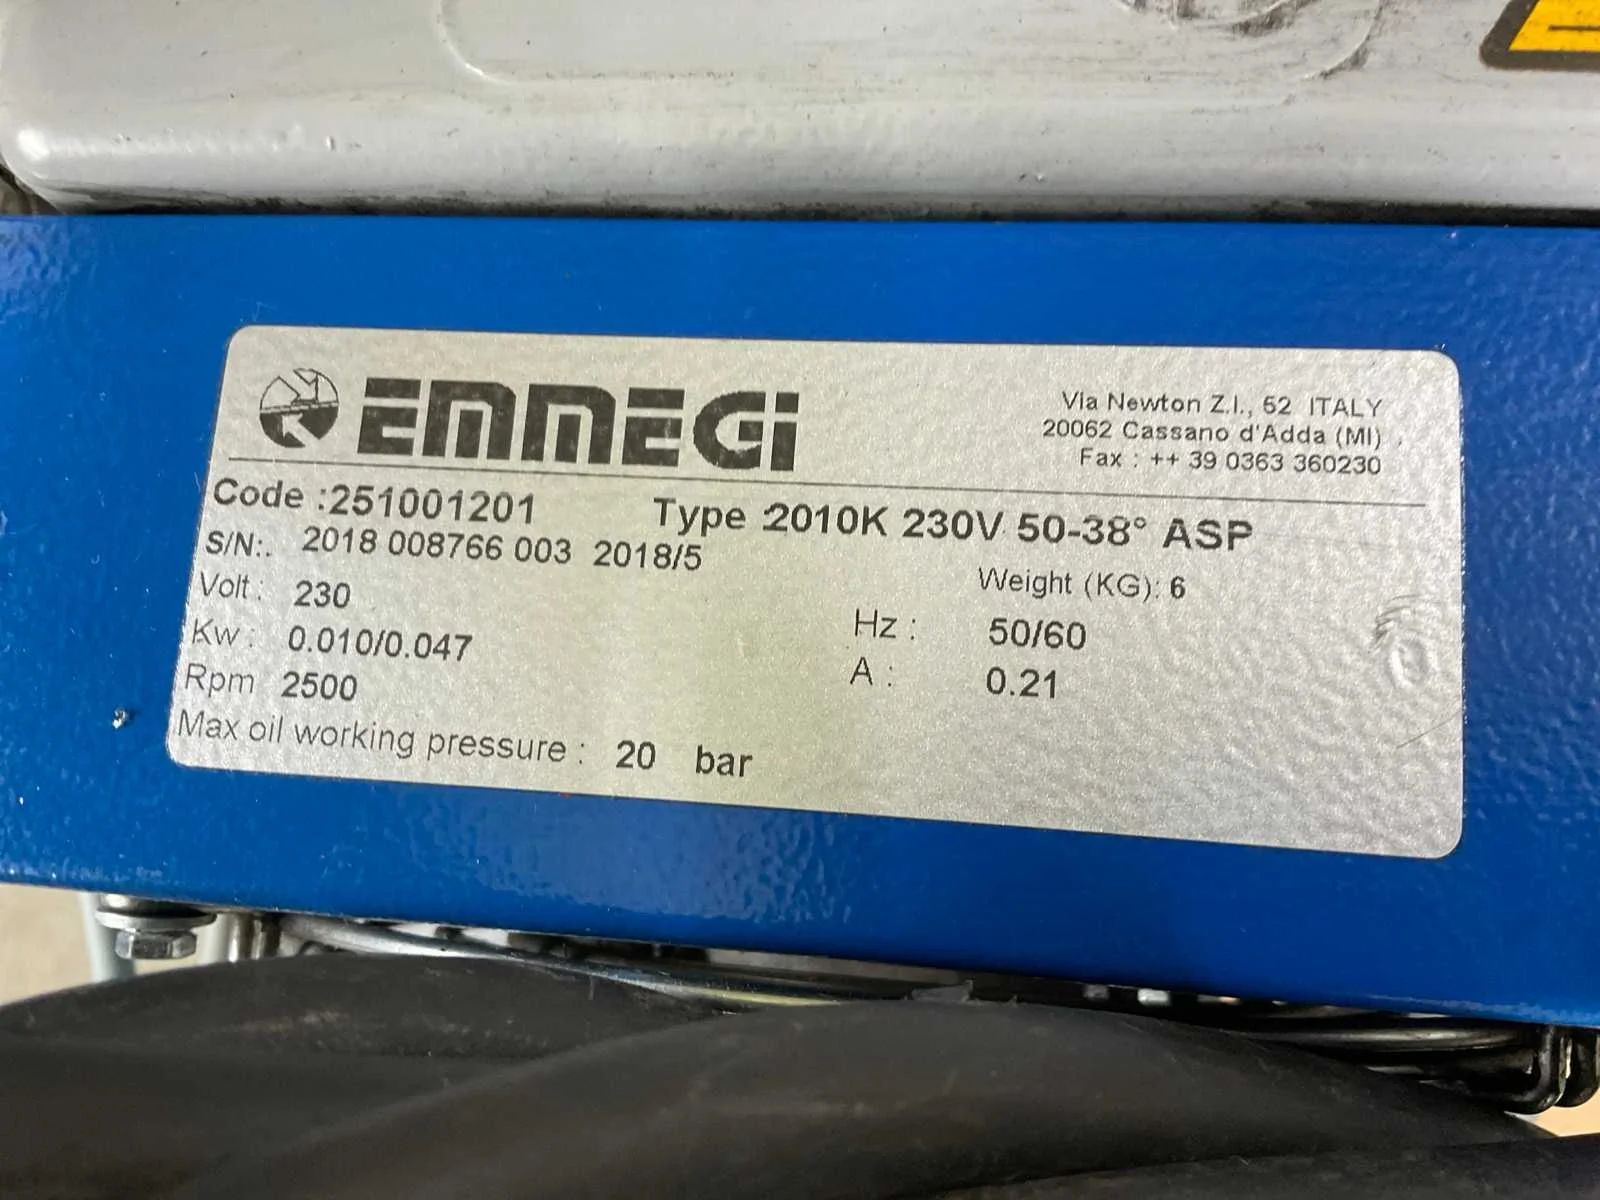 EMMEGI
Via Newton Z.I., 52 ITALY
20062 Cassano d'Adda (MI)
Fax : ++ 39 0363 360230
Code :251001201 Type :2010K 230V 50-38° ASP
S/N:. 2018 008766 003 2018/5
Weight (KG): 6
Volt : 230
Hz : 50/60
Kw : 0.010/0.047
A : 0.21
Rpm 2500
Max oil working pressure : 20 bar